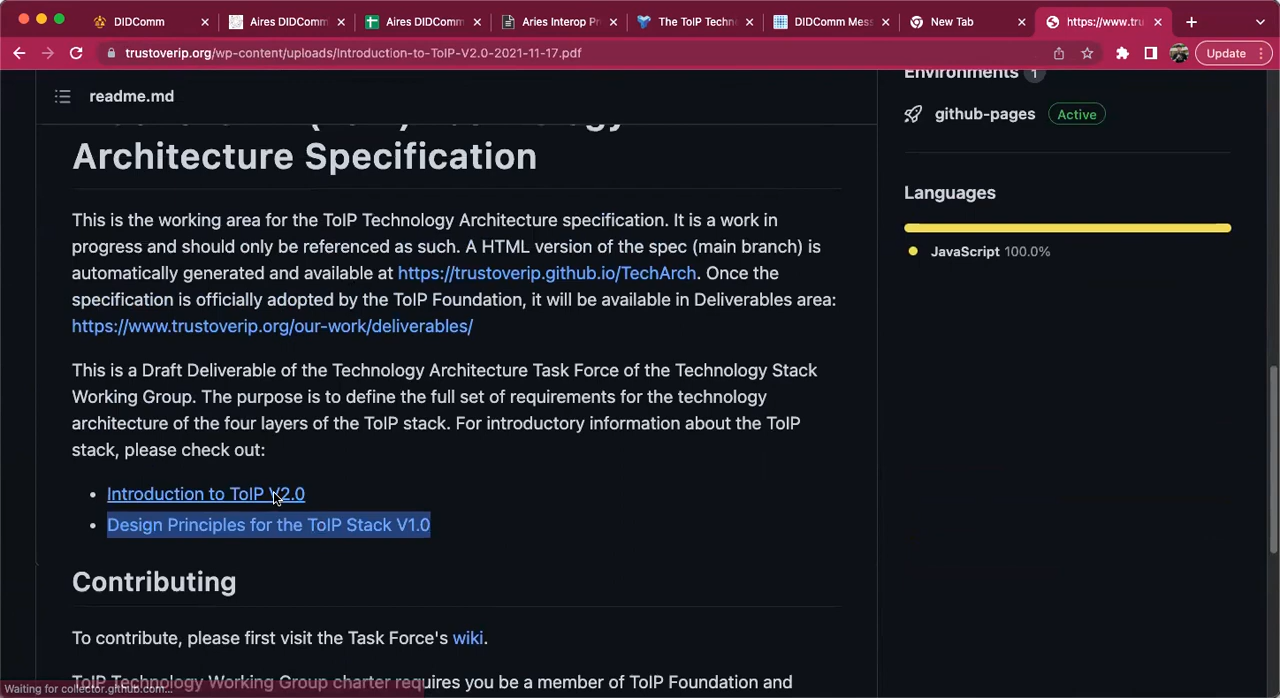 DIDComm
Aires DIDComm
Aires DIDComm
Aries Interop Pr
The ToIP Techn
DIDComm Mes
New Tab
https://www.tru
trustoverip.org/wp-content/uploads/Introduction-to-ToIP-V2.0-2021-11-17.pdf
Update
Environments 1
readme.md
github-pages Active
Architecture Specification
Languages
This is the working area for the ToIP Technology Architecture specification. It is a work in
progress and should only be referenced as such. A HTML version of the spec (main branch) is
JavaScript 100.0%
automatically generated and available at https://trustoverip.github.io/TechArch. Once the
specification is officially adopted by the ToIP Foundation, it will be available in Deliverables area:
https://www.trustoverip.org/our-work/deliverables/
This is a Draft Deliverable of the Technology Architecture Task Force of the Technology Stack
Working Group. The purpose is to define the full set of requirements for the technology
architecture of the four layers of the ToIP stack. For introductory information about the ToIP
stack, please check out:
• Introduction to ToIP V2.0
• Design Principles for the ToIP Stack V1.0
Contributing
To contribute, please first visit the Task Force's wiki.
ToIP Technology Working Group charter requires you be a member of ToIP Foundation and
Waiting for collector.github.com...